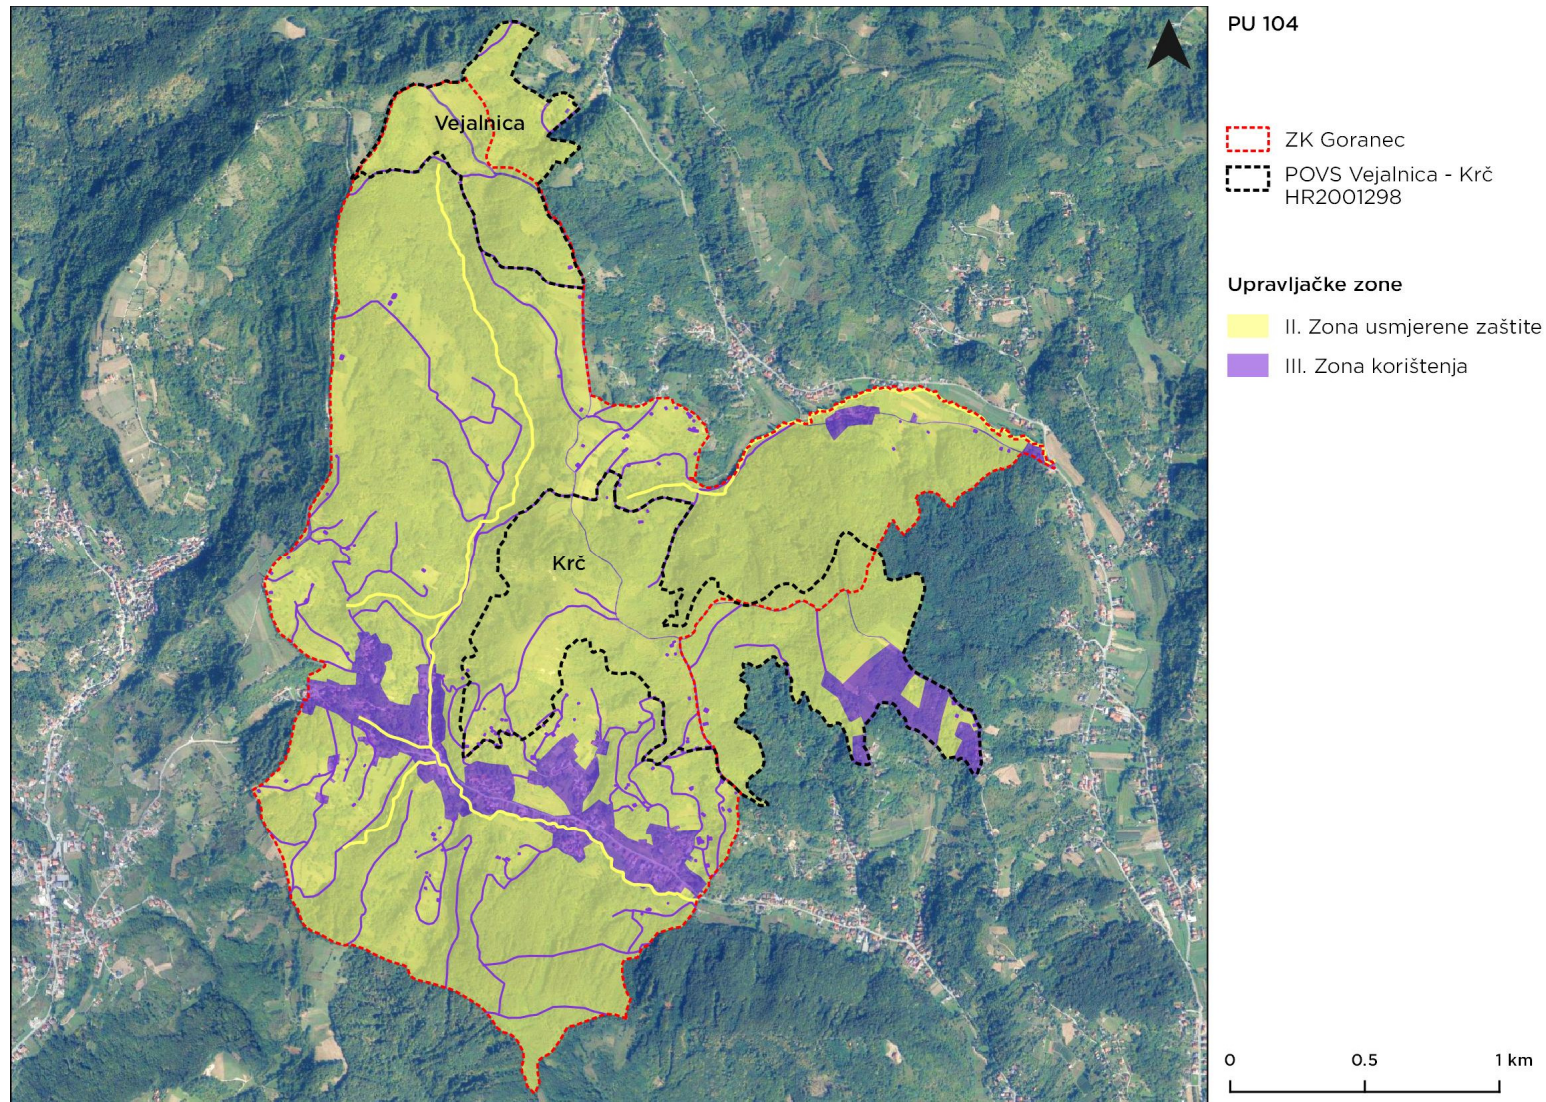 PU 104
Vejalnica
ZK Goranec
POVS Vejalnica - Krč
HR2001298
Upravljačke zone
II. Zona usmjerene zaštite
III. Zona korištenja
Krč
0 0.5 1 km